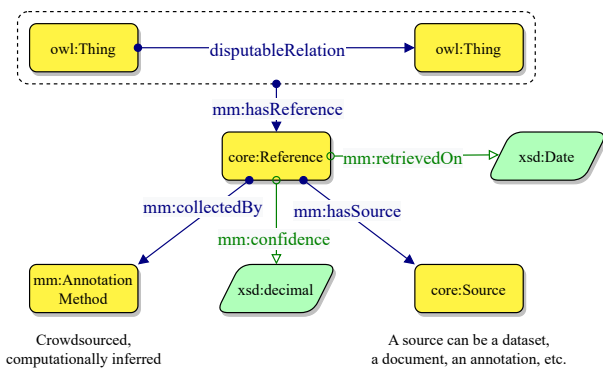 owl:Thing
disputableRelation
owl:Thing
mm:hasReference
core:Reference
mm:retrievedOn
xsd:Date
mm:collectedBy
mm:hasSource
mm:confidence
mm:Annotation
Method
xsd:decimal
core:Source
Crowdsourced,
computationally inferred
A source can be a dataset,
a document, an annotation, etc.